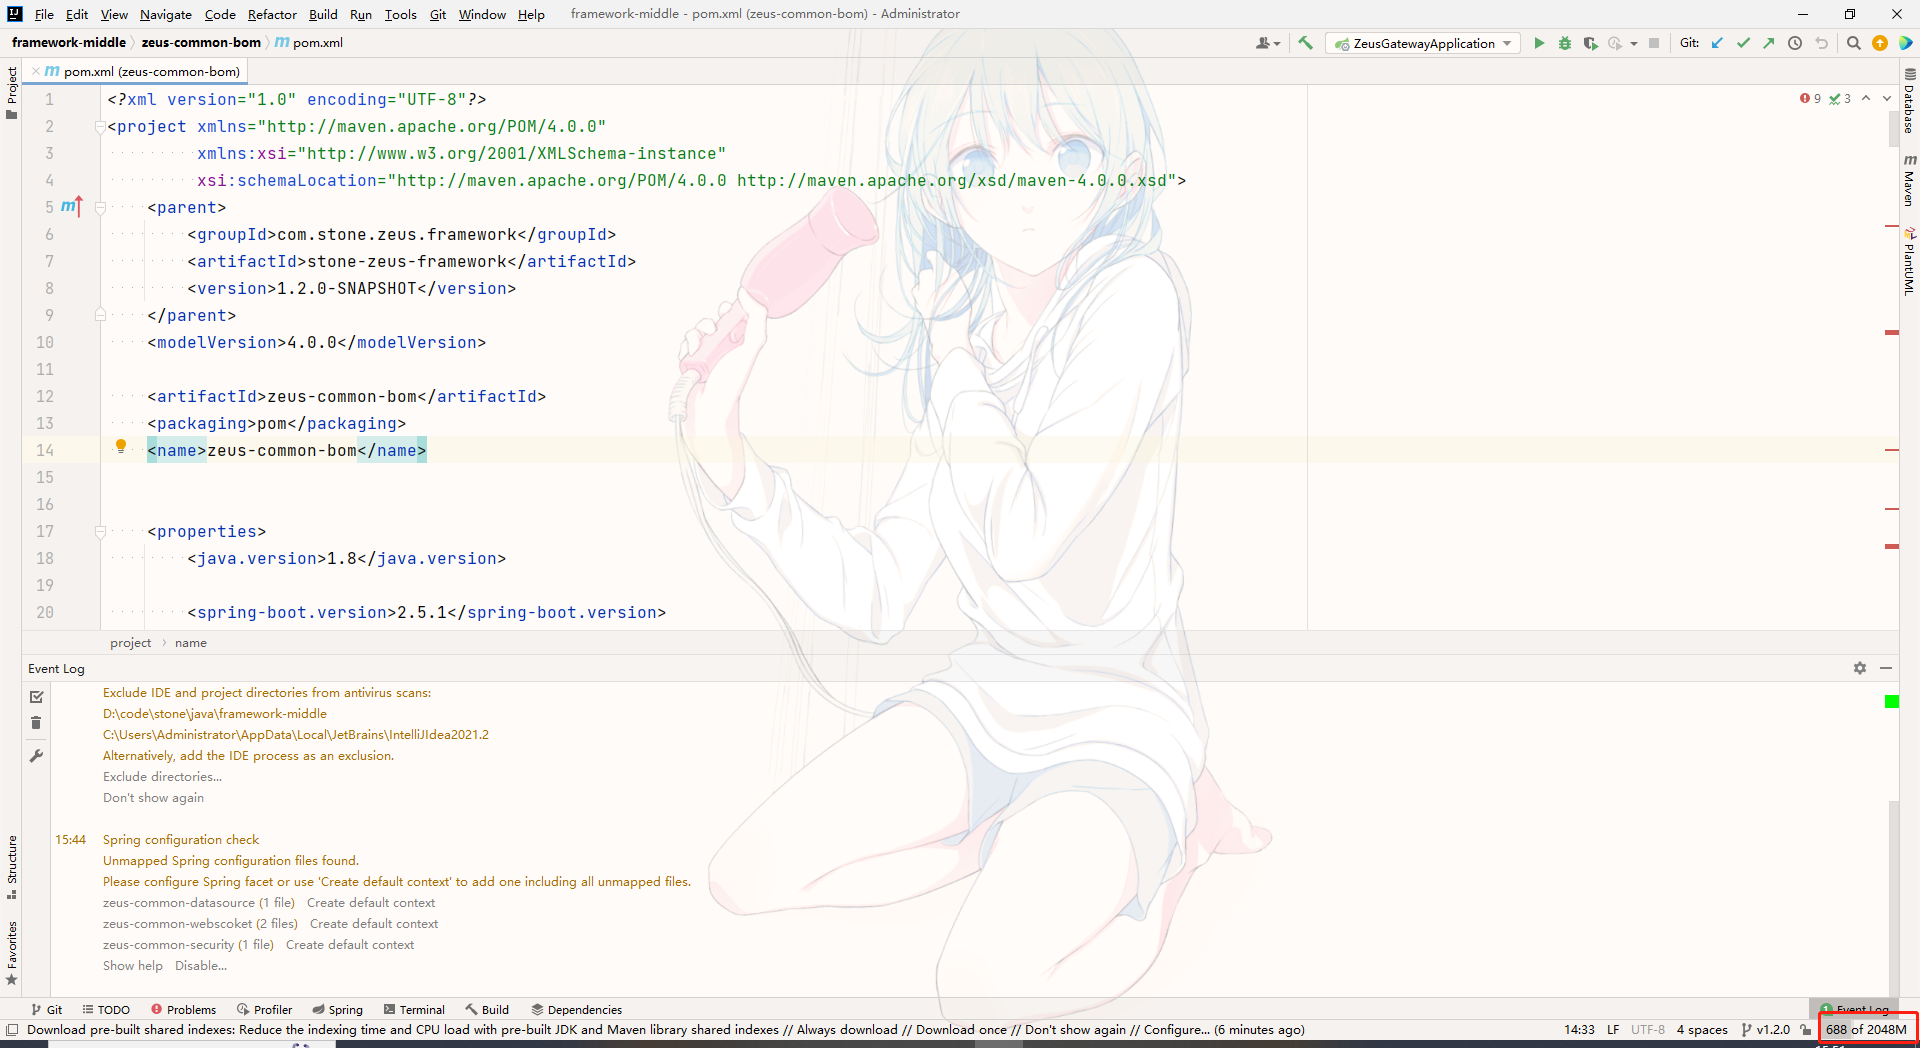 File Edit View Navigate Code Refactor Build Run Tools Git Window Help framework-middle - pom.xml (zeus-common-bom) - Administrator
framework-middle zeus-common-bom m pom.xml ZeusGatewayApplication Git:
m pom.xml (zeus-common-bom)
Project
9 3
Database
m Maven
PlantUML
1 <?xml version="1.0" encoding="UTF-8"?>
2 <project xmlns="http://maven.apache.org/POM/4.0.0"
3 xmlns:xsi="http://www.w3.org/2001/XMLSchema-instance"
4 xsi:schemaLocation="http://maven.apache.org/POM/4.0.0 http://maven.apache.org/xsd/maven-4.0.0.xsd">
5 m <parent>
6 <groupId>com.stone.zeus.framework</groupId>
7 <artifactId>stone-zeus-framework</artifactId>
8 <version>1.2.0-SNAPSHOT</version>
9 </parent>
10 <modelVersion>4.0.0</modelVersion>
11
12 <artifactId>zeus-common-bom</artifactId>
13 <packaging>pom</packaging>
14 <name>zeus-common-bom</name>
15
16
17 <properties>
18 <java.version>1.8</java.version>
19
20 <spring-boot.version>2.5.1</spring-boot.version>
project name
Event Log
Exclude IDE and project directories from antivirus scans:
D:\code\stone\java\framework-middle
C:\Users\Administrator\AppData\Local\JetBrains\IntelliJIdea2021.2
Alternatively, add the IDE process as an exclusion.
Exclude directories...
Don't show again
15:44 Spring configuration check
Unmapped Spring configuration files found.
Please configure Spring facet or use 'Create default context' to add one including all unmapped files.
zeus-common-datasource (1 file) Create default context
zeus-common-webscoket (2 files) Create default context
zeus-common-security (1 file) Create default context
Show help Disable...
Structure
Favorites
Git TODO Problems Profiler Spring Terminal Build Dependencies 1 Event Log
Download pre-built shared indexes: Reduce the indexing time and CPU load with pre-built JDK and Maven library shared indexes // Always download // Download once // Don't show again // Configure... (6 minutes ago) 14:33 LF UTF-8 4 spaces v1.2.0 688 of 2048M